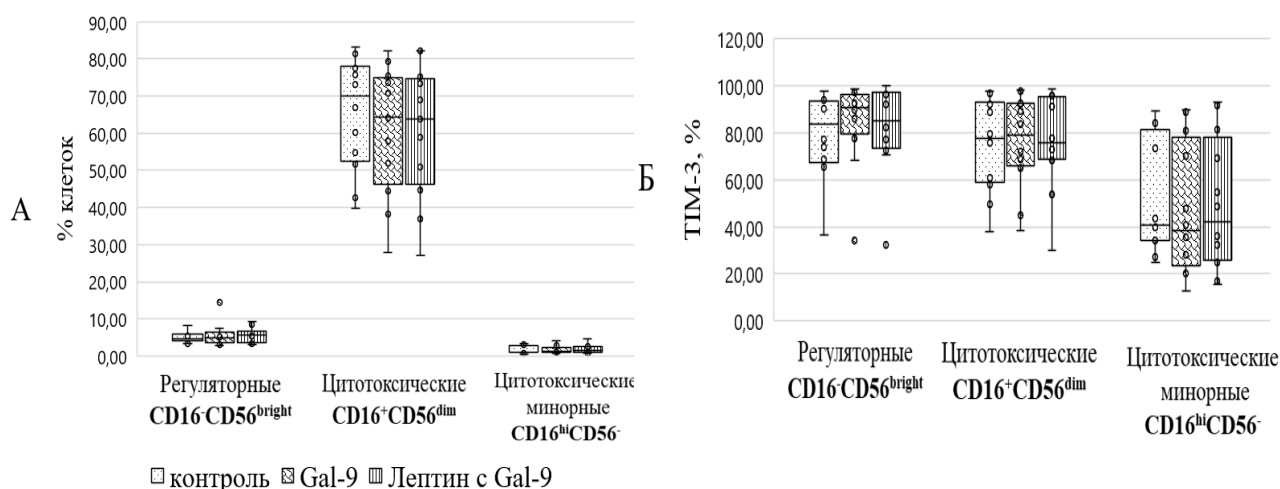 А
% клеток
90,00
80,00
70,00
60,00
50,00
40,00
30,00
20,00
10,00
0,00
Регуляторные
CD16⁻CD56ᵇʳⁱᵍʰᵗ
Цитотоксические
CD16⁺CD56ᵈⁱᵐ
Цитотоксические
минорные
CD16ʰⁱCD56⁻
контроль Gal-9 Лептин с Gal-9
Б
TIM-3, %
120,00
100,00
80,00
60,00
40,00
20,00
0,00
Регуляторные
CD16⁻CD56ᵇʳⁱᵍʰᵗ
Цитотоксические
CD16⁺CD56ᵈⁱᵐ
Цитотоксические
минорные
CD16ʰⁱCD56⁻